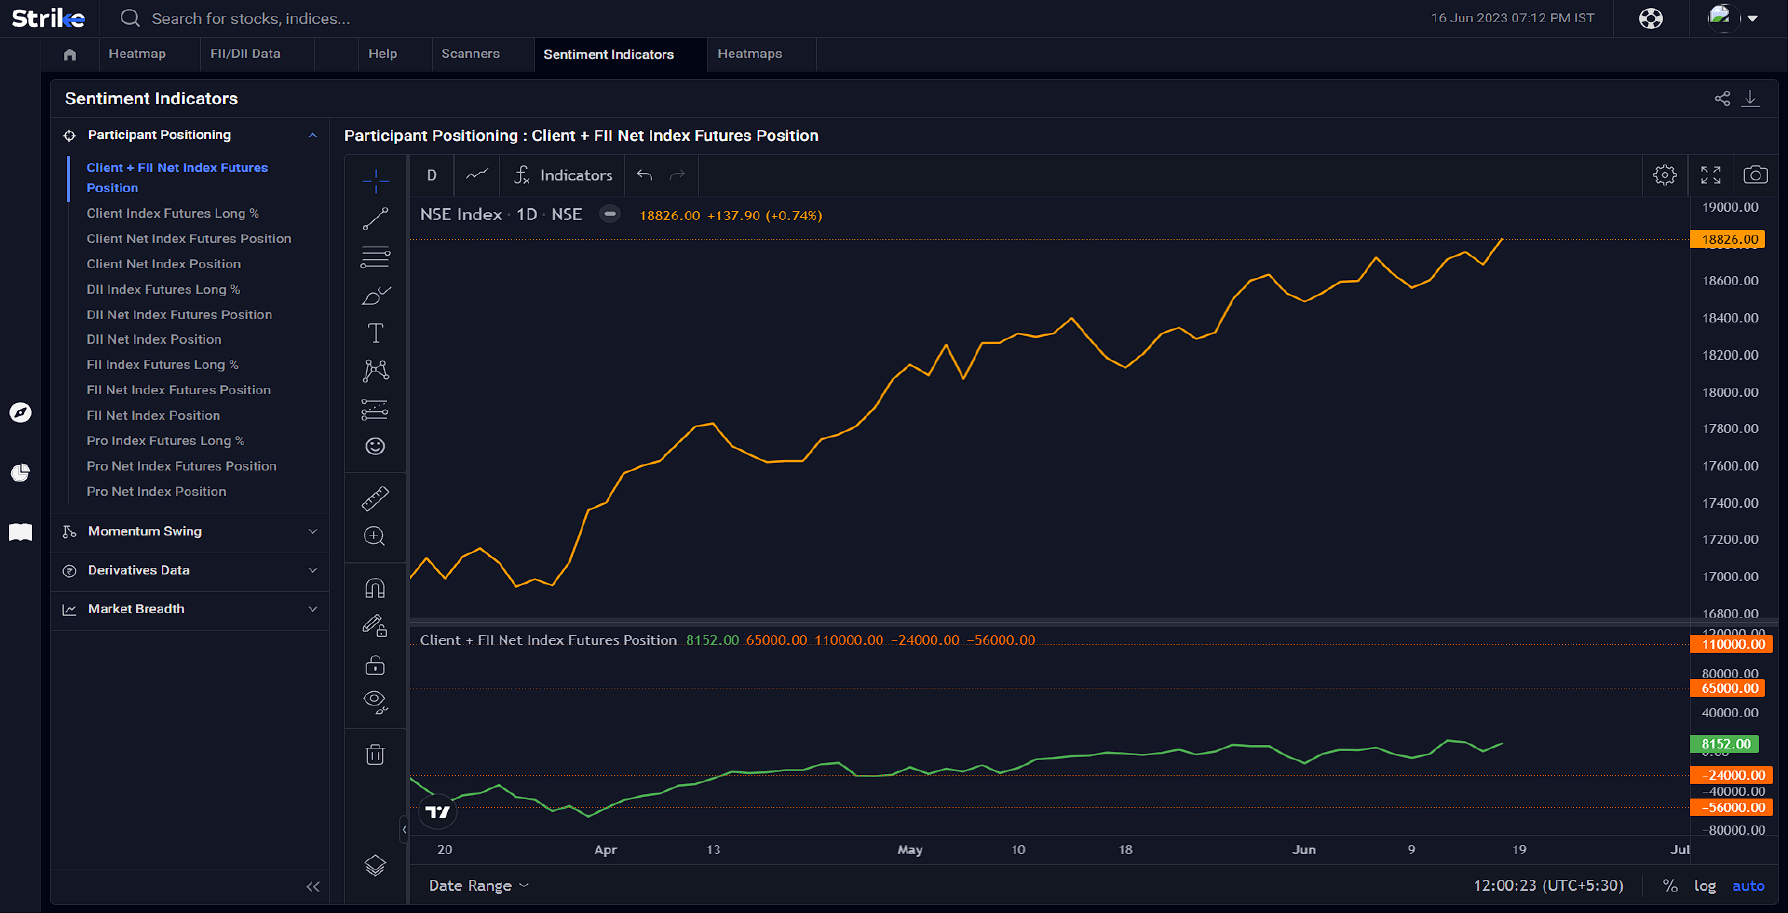 Strike
Search for stocks, indices...
16 Jun 2023 07:12 PM IST
Heatmap
FII/DII Data
Help
Scanners
Sentiment Indicators
Heatmaps
Sentiment Indicators
Participant Positioning
Client + FII Net Index Futures
Position
Client Index Futures Long %
Client Net Index Futures Position
Client Net Index Position
DII Index Futures Long %
DII Net Index Futures Position
DII Net Index Position
FII Index Futures Long %
FII Net Index Futures Position
FII Net Index Position
Pro Index Futures Long %
Pro Net Index Futures Position
Pro Net Index Position
Momentum Swing
Derivatives Data
Market Breadth
Participant Positioning : Client + FII Net Index Futures Position
D
Indicators
NSE Index · 1D · NSE
18826.00 +137.90 (+0.74%)
19000.00
18826.00
18600.00
18400.00
18200.00
18000.00
17800.00
17600.00
17400.00
17200.00
17000.00
16800.00
Client + FII Net Index Futures Position 8152.00 65000.00 110000.00 −24000.00 −56000.00
120000.00
110000.00
80000.00
65000.00
40000.00
8152.00
−24000.00
−40000.00
−56000.00
−80000.00
20
Apr
13
May
10
18
Jun
9
19
Jul
Date Range
12:00:23 (UTC+5:30)
%
log
auto